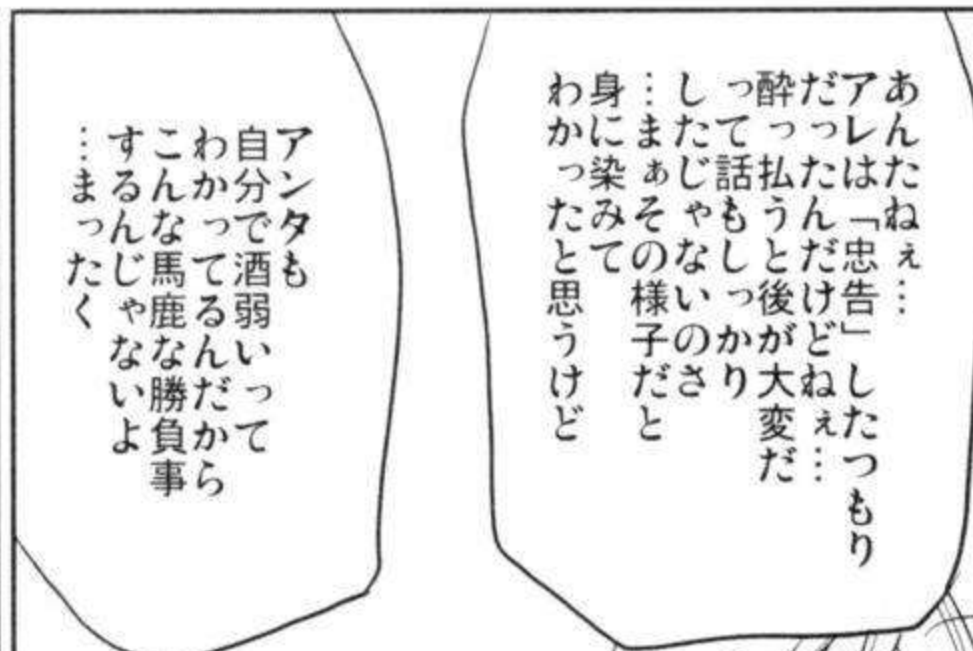 あんたねぇ…
アレは「忠告」したつもり
だったんだけどねぇ…
酔っ払うと後が大変だ
って話もしっかり
したじゃないのさ
…まぁその様子だと
身に染みて
わかったと思うけど
アンタも
自分で酒弱いって
わかってるんだから
こんな馬鹿な勝負事
するんじゃないよ
…まったく